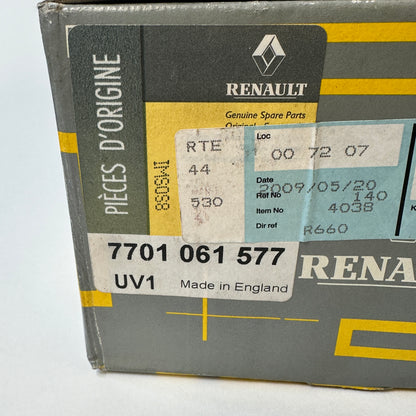 PIÈCES D'ORIGINE
RENAULT
Genuine Spare Parts
IMS088
RTE
44
530
Loc
00 72 07
Date
2009/05/20
Ref No 140
Item No 4038
Dir ref R660
7701 061 577
UV1 Made in England
RENA